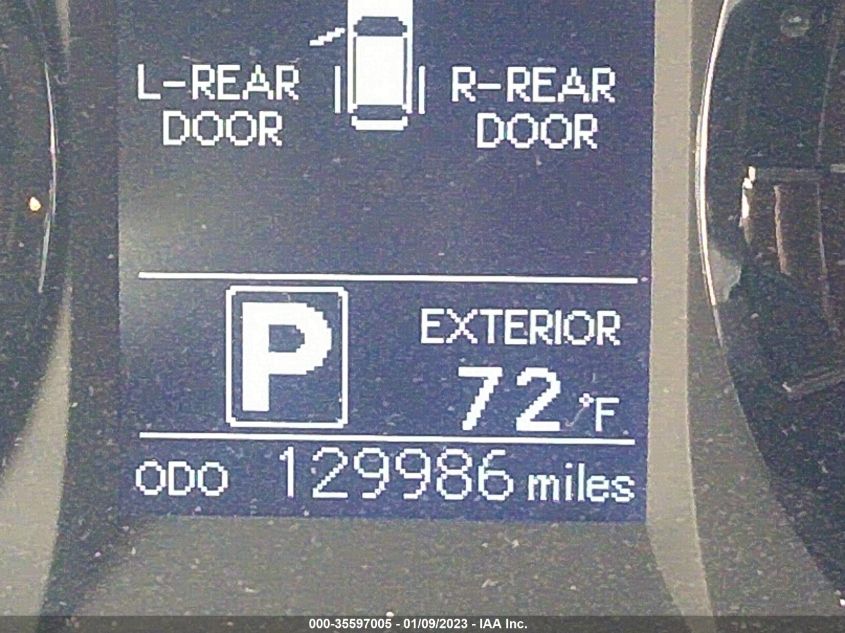 L-REAR DOOR
R-REAR DOOR
P
EXTERIOR
72°F
ODO 129986 miles
000-35597005 - 01/09/2023 - IAA Inc.